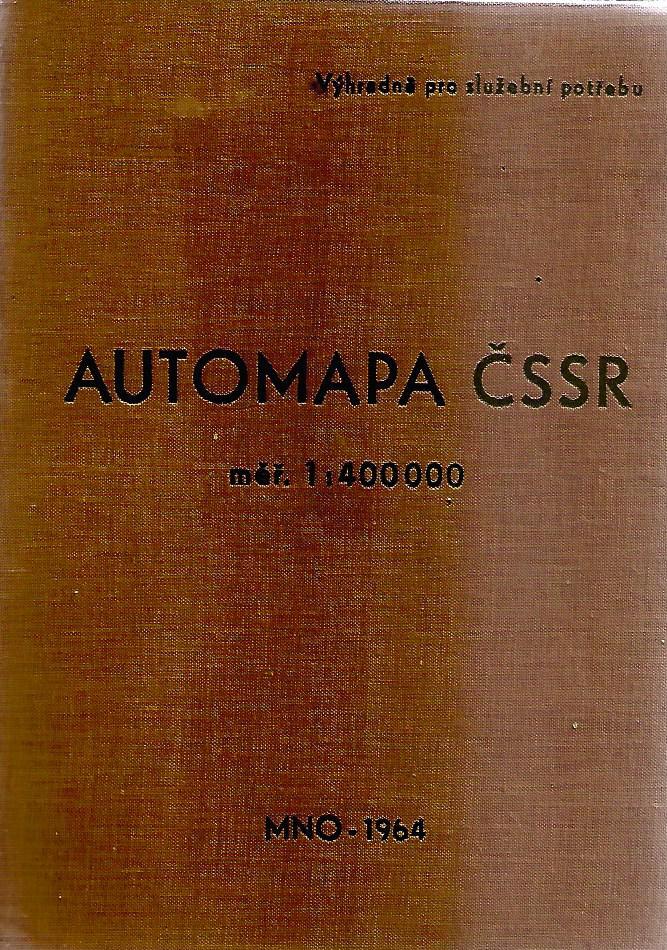 Výhradně pro služební potřebu
AUTOMAPA ČSSR
měř. 1:400000
MNO - 1964